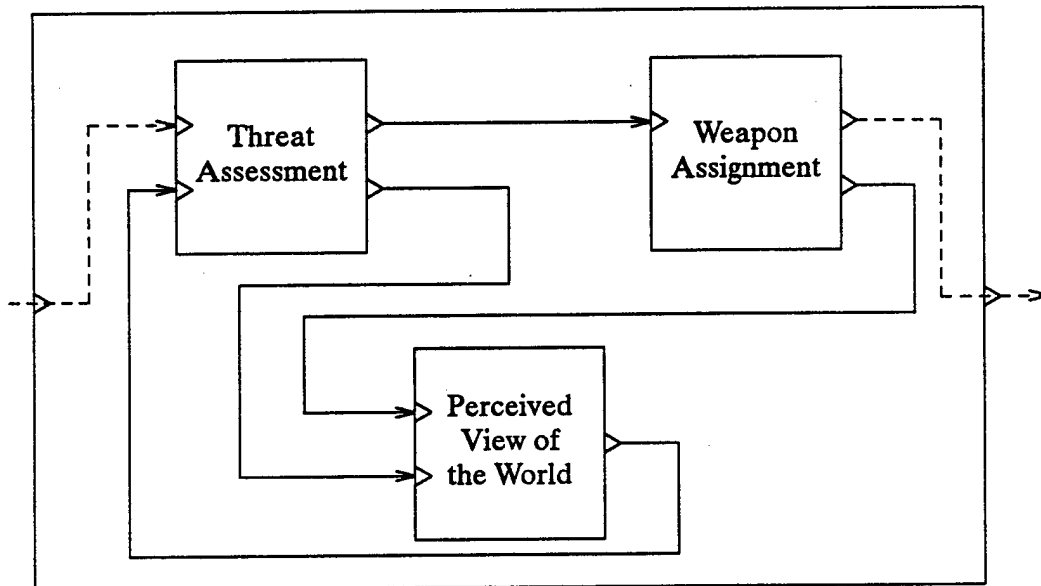 Threat
Assessment
Weapon
Assignment
Perceived
View of
the World